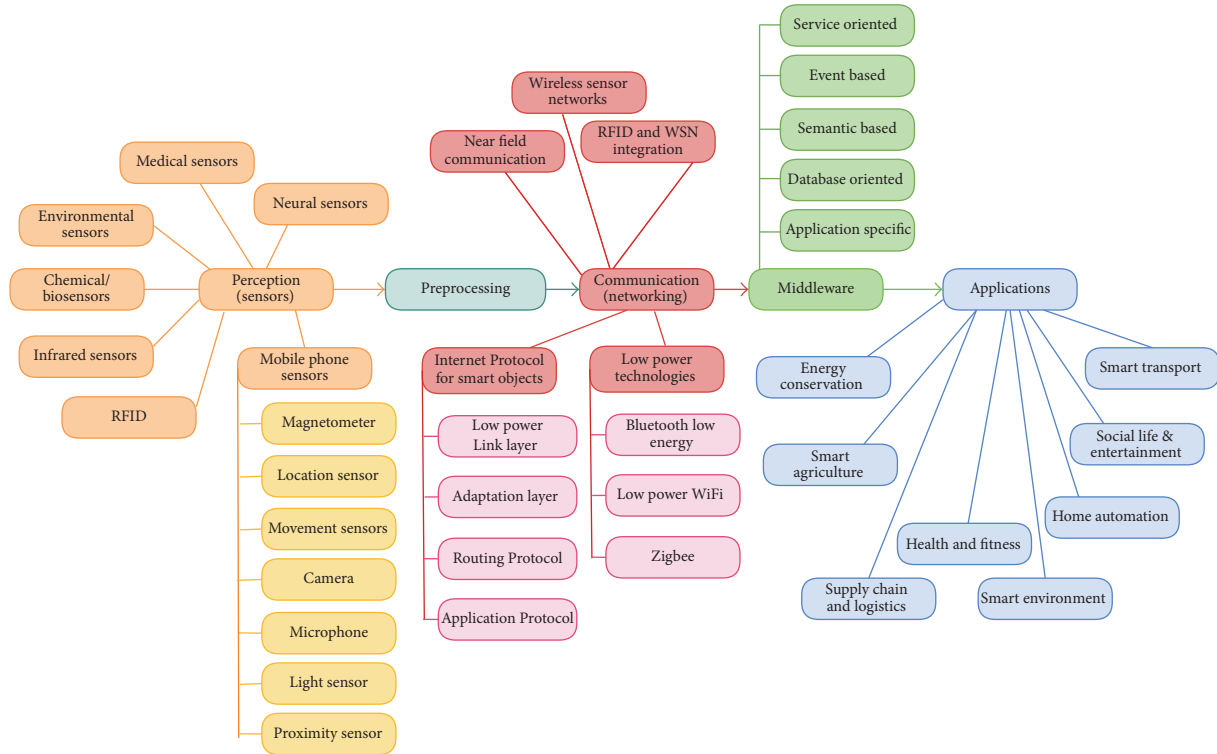 Service oriented
Event based
Semantic based
Database oriented
Application specific
Wireless sensor
networks
Near field
communication
RFID and WSN
integration
Medical sensors
Neural sensors
Environmental
sensors
Chemical/
biosensors
Infrared sensors
RFID
Perception
(sensors)
Preprocessing
Communication
(networking)
Middleware
Applications
Mobile phone
sensors
Magnetometer
Location sensor
Movement sensors
Camera
Microphone
Light sensor
Proximity sensor
Internet Protocol
for smart objects
Low power
Link layer
Adaptation layer
Routing Protocol
Application Protocol
Low power
technologies
Bluetooth low
energy
Low power WiFi
Zigbee
Energy
conservation
Smart
agriculture
Supply chain
and logistics
Health and fitness
Smart environment
Home automation
Social life &
entertainment
Smart transport